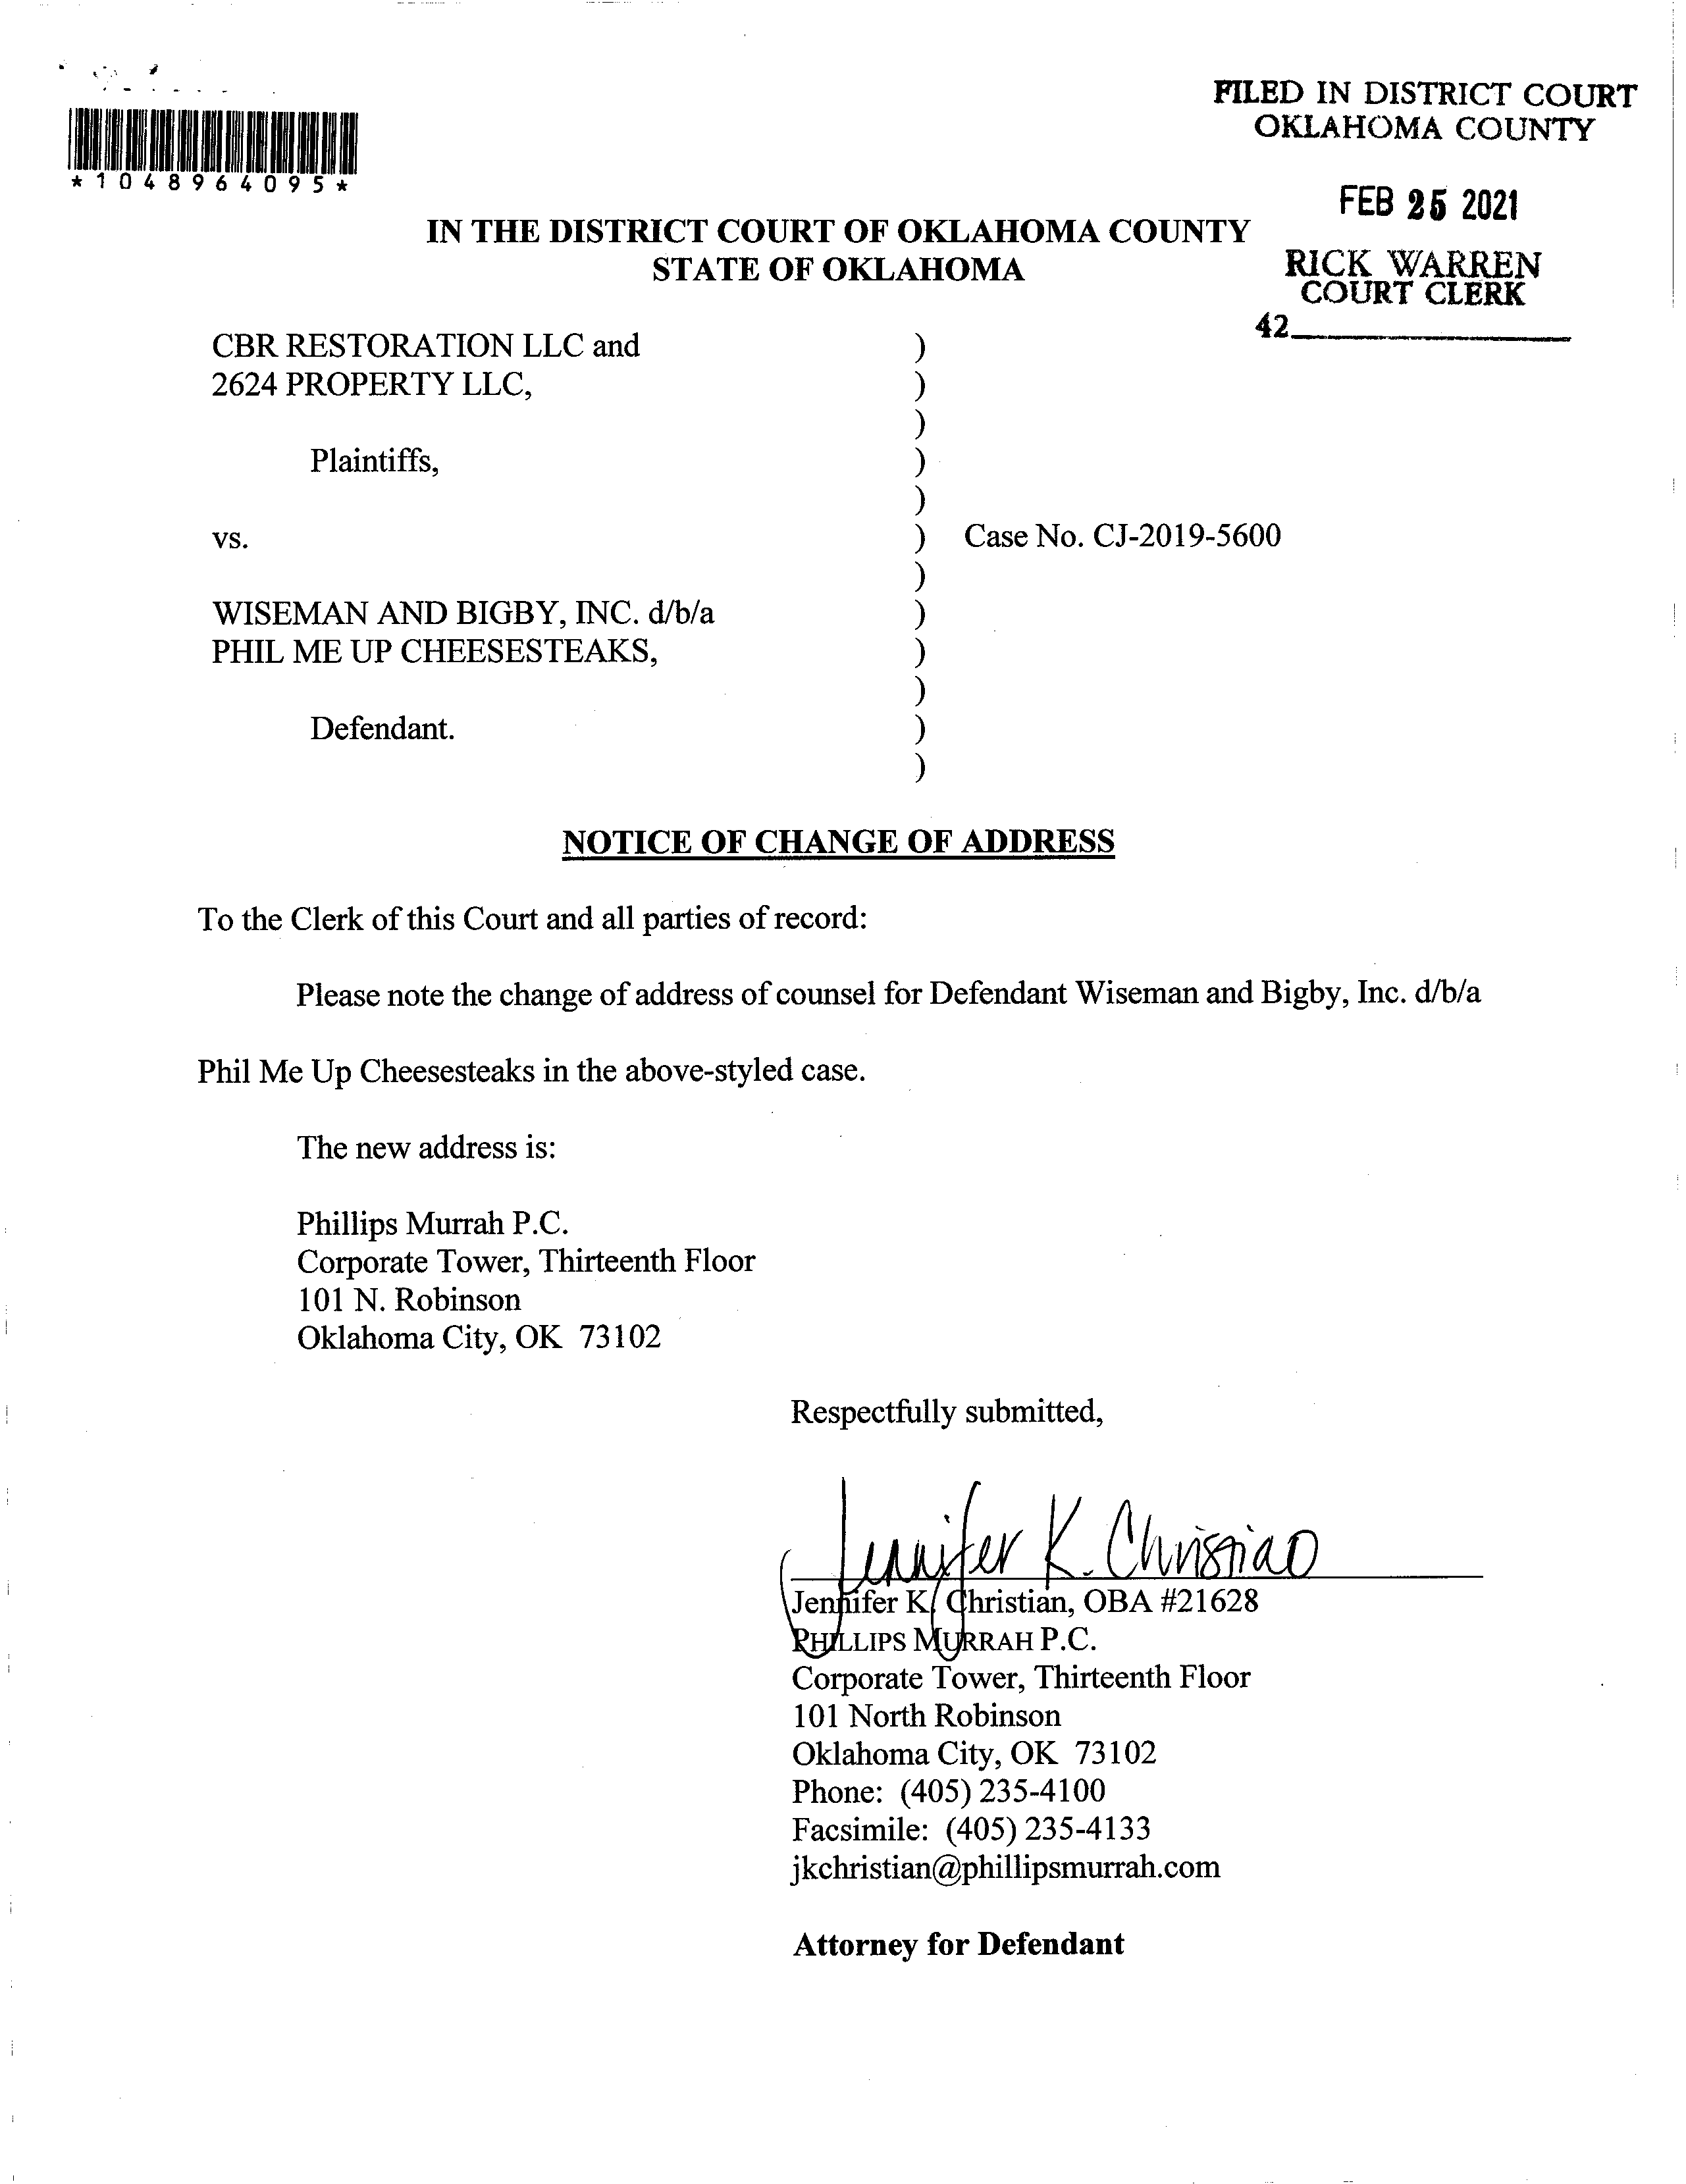 FILED IN DISTRICT COURT
OKLAHOMA COUNTY
*1048964095*
FEB 25 2021
IN THE DISTRICT COURT OF OKLAHOMA COUNTY
STATE OF OKLAHOMA
RICK WARREN
COURT CLERK
42
CBR RESTORATION LLC and )
2624 PROPERTY LLC, )
)
Plaintiffs, )
)
vs. ) Case No. CJ-2019-5600
)
WISEMAN AND BIGBY, INC. d/b/a )
PHIL ME UP CHEESESTEAKS, )
)
Defendant. )
)
NOTICE OF CHANGE OF ADDRESS
To the Clerk of this Court and all parties of record:
Please note the change of address of counsel for Defendant Wiseman and Bigby, Inc. d/b/a
Phil Me Up Cheesesteaks in the above-styled case.
The new address is:
Phillips Murrah P.C.
Corporate Tower, Thirteenth Floor
101 N. Robinson
Oklahoma City, OK 73102
Respectfully submitted,
Jennifer K. Christian
Jennifer K. Christian, OBA #21628
PHILLIPS MURRAH P.C.
Corporate Tower, Thirteenth Floor
101 North Robinson
Oklahoma City, OK 73102
Phone: (405) 235-4100
Facsimile: (405) 235-4133
jkchristian@phillipsmurrah.com
Attorney for Defendant